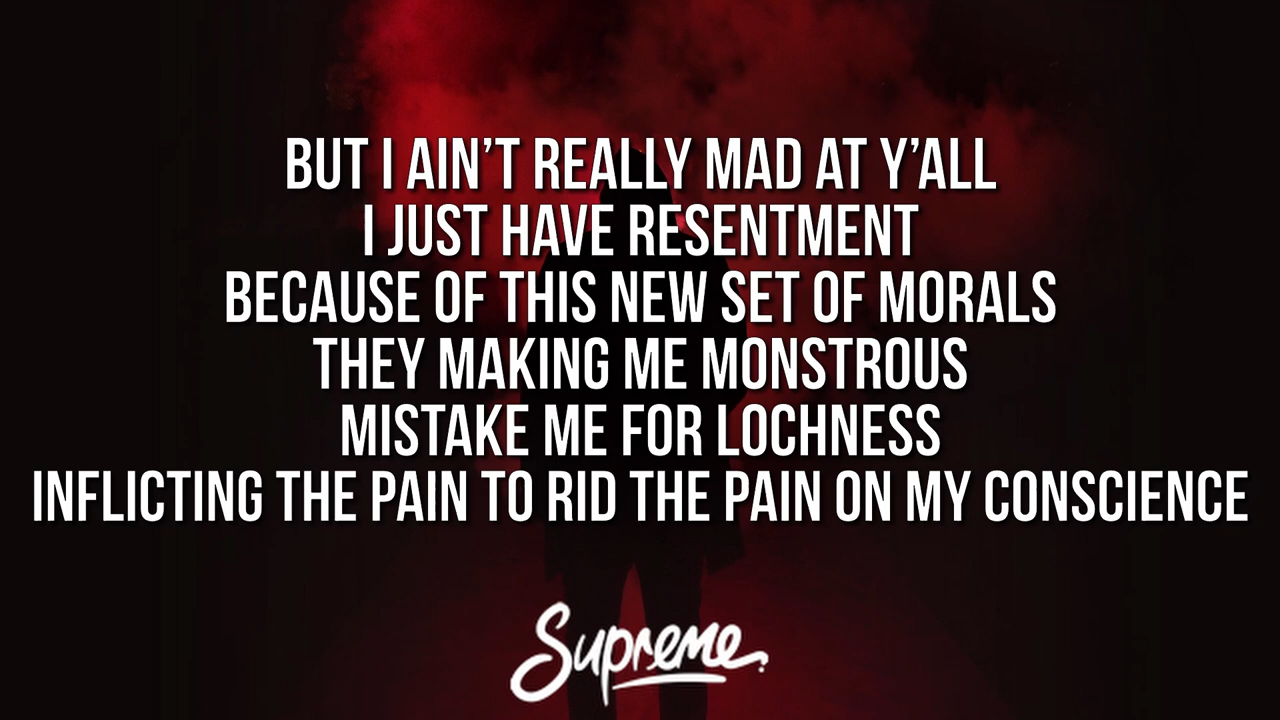 BUT I AIN'T REALLY MAD AT Y'ALL
I JUST HAVE RESENTMENT
BECAUSE OF THIS NEW SET OF MORALS
THEY MAKING ME MONSTROUS
MISTAKE ME FOR LOCHNESS
INFLICTING THE PAIN TO RID THE PAIN ON MY CONSCIENCE
Supreme